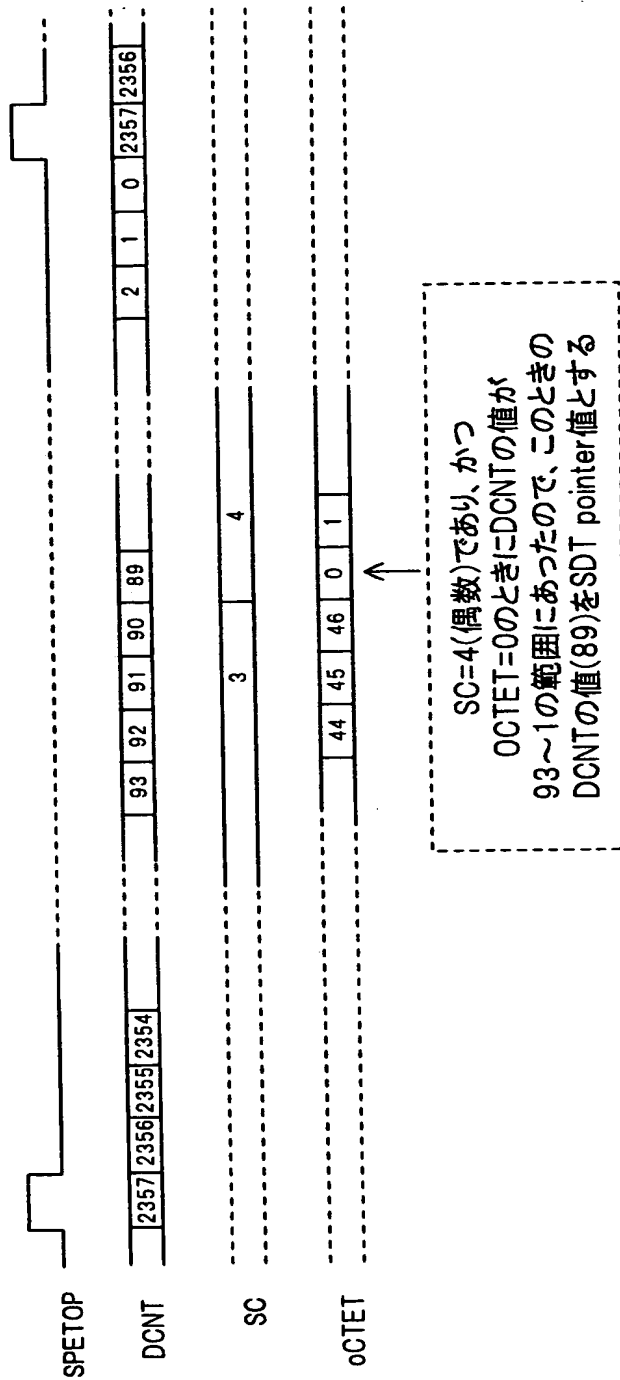 SPETOP
DCNT 2357 2356 2355 2354 93 92 91 90 89 2 1 0 2357 2356
SC 3 4
oCTET 44 45 46 0 1
SC=4(偶数)であり、かつ
OCTET=0のときにDCNTの値が
93~1の範囲にあったので、このときの
DCNTの値(89)をSDT pointer値とする